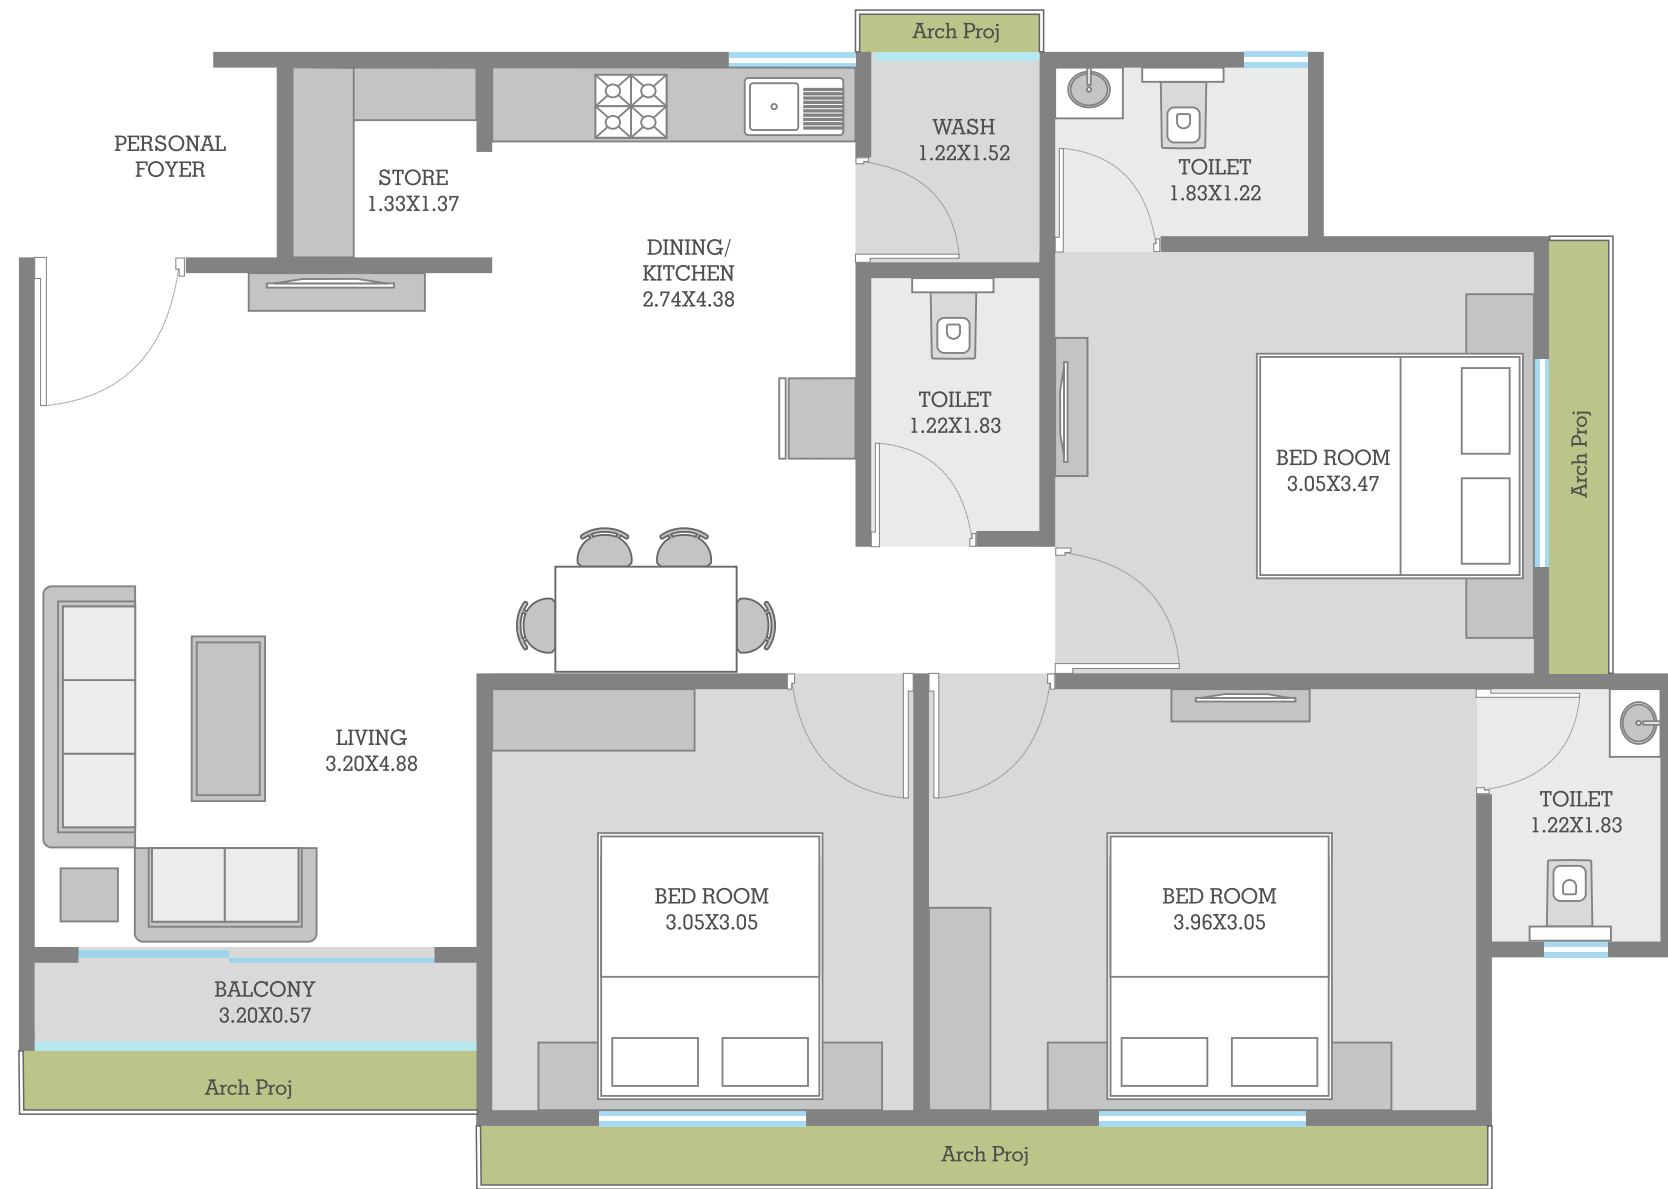 Arch Proj
PERSONAL
FOYER
STORE
1.33X1.37
WASH
1.22X1.52
TOILET
1.83X1.22
DINING/
KITCHEN
2.74X4.38
TOILET
1.22X1.83
BED ROOM
3.05X3.47
Arch Proj
LIVING
3.20X4.88
TOILET
1.22X1.83
BED ROOM
3.05X3.05
BED ROOM
3.96X3.05
BALCONY
3.20X0.57
Arch Proj
Arch Proj